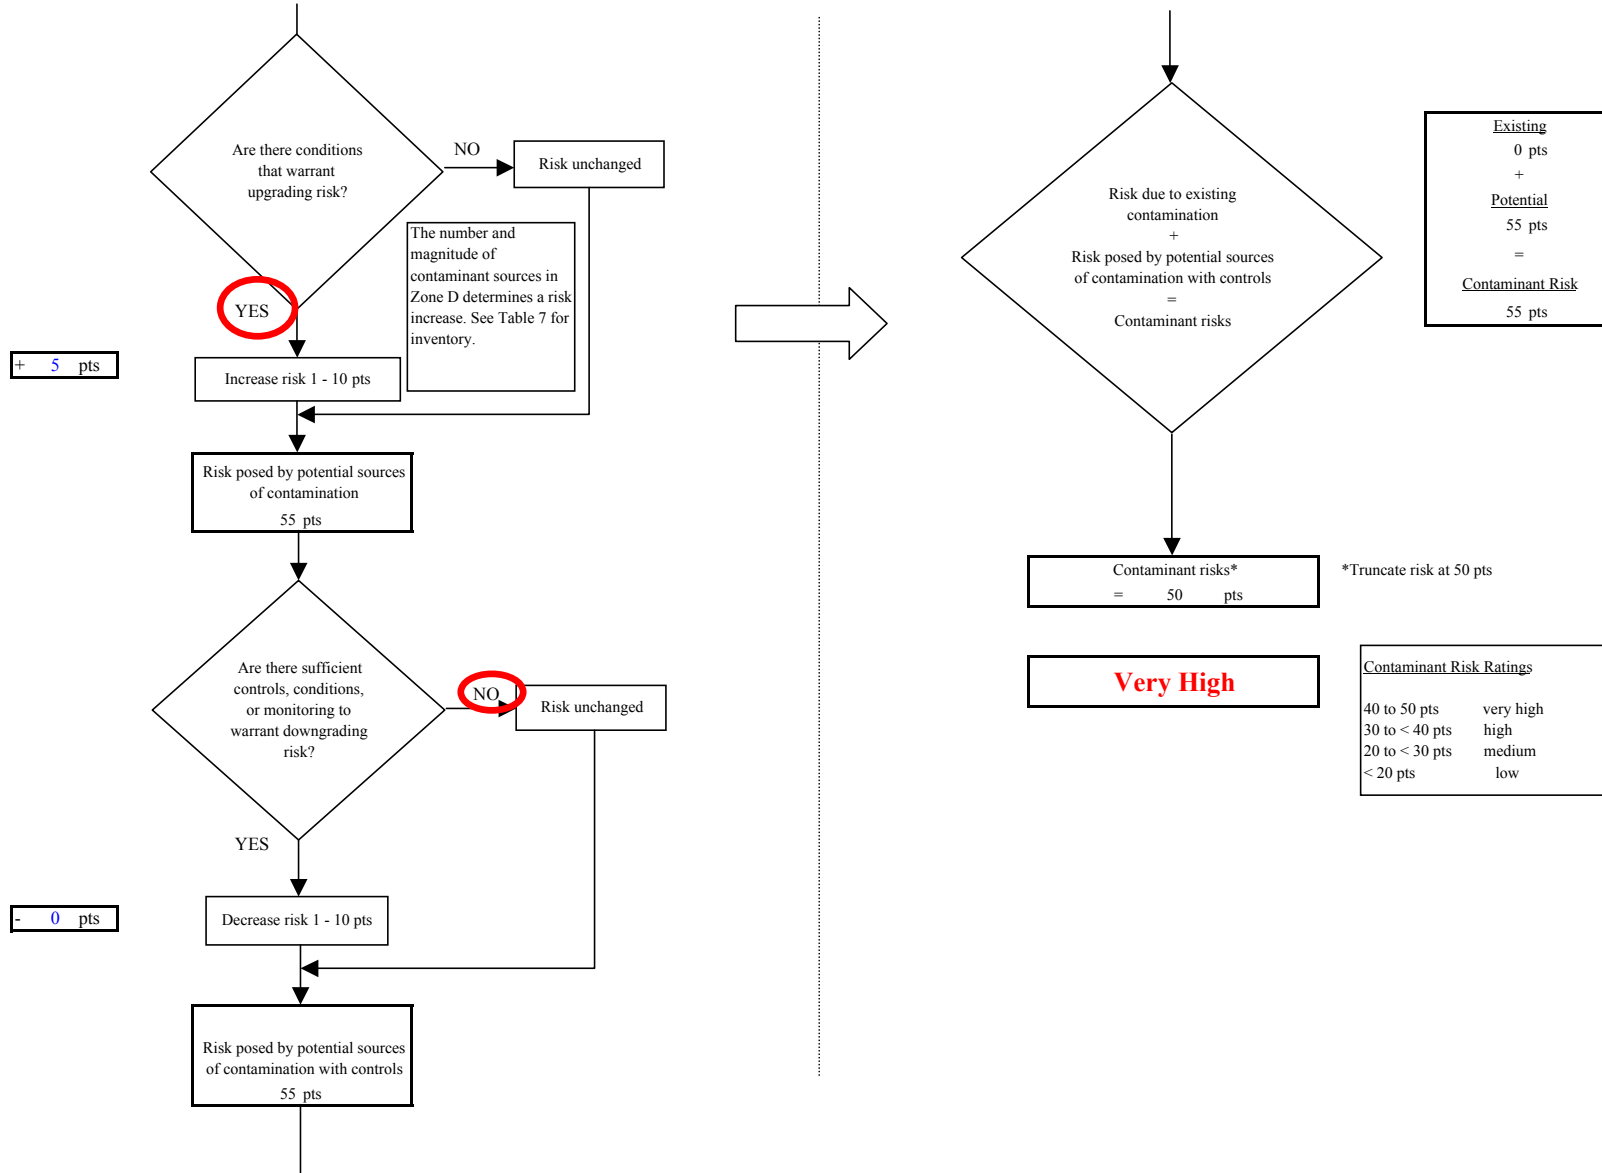 Are there conditions
that warrant
upgrading risk?
NO
Risk unchanged
The number and
magnitude of
contaminant sources in
Zone D determines a risk
increase. See Table 7 for
inventory.
YES
+ 5 pts
Increase risk 1 - 10 pts
Risk posed by potential sources
of contamination
55 pts
Are there sufficient
controls, conditions,
or monitoring to
warrant downgrading
risk?
NO
Risk unchanged
YES
- 0 pts
Decrease risk 1 - 10 pts
Risk posed by potential sources
of contamination with controls
55 pts
Risk due to existing
contamination
+
Risk posed by potential sources
of contamination with controls
=
Contaminant risks
Existing
0 pts
+
Potential
55 pts
=
Contaminant Risk
55 pts
Contaminant risks*
= 50 pts
*Truncate risk at 50 pts
Very High
Contaminant Risk Ratings
40 to 50 pts very high
30 to < 40 pts high
20 to < 30 pts medium
< 20 pts low